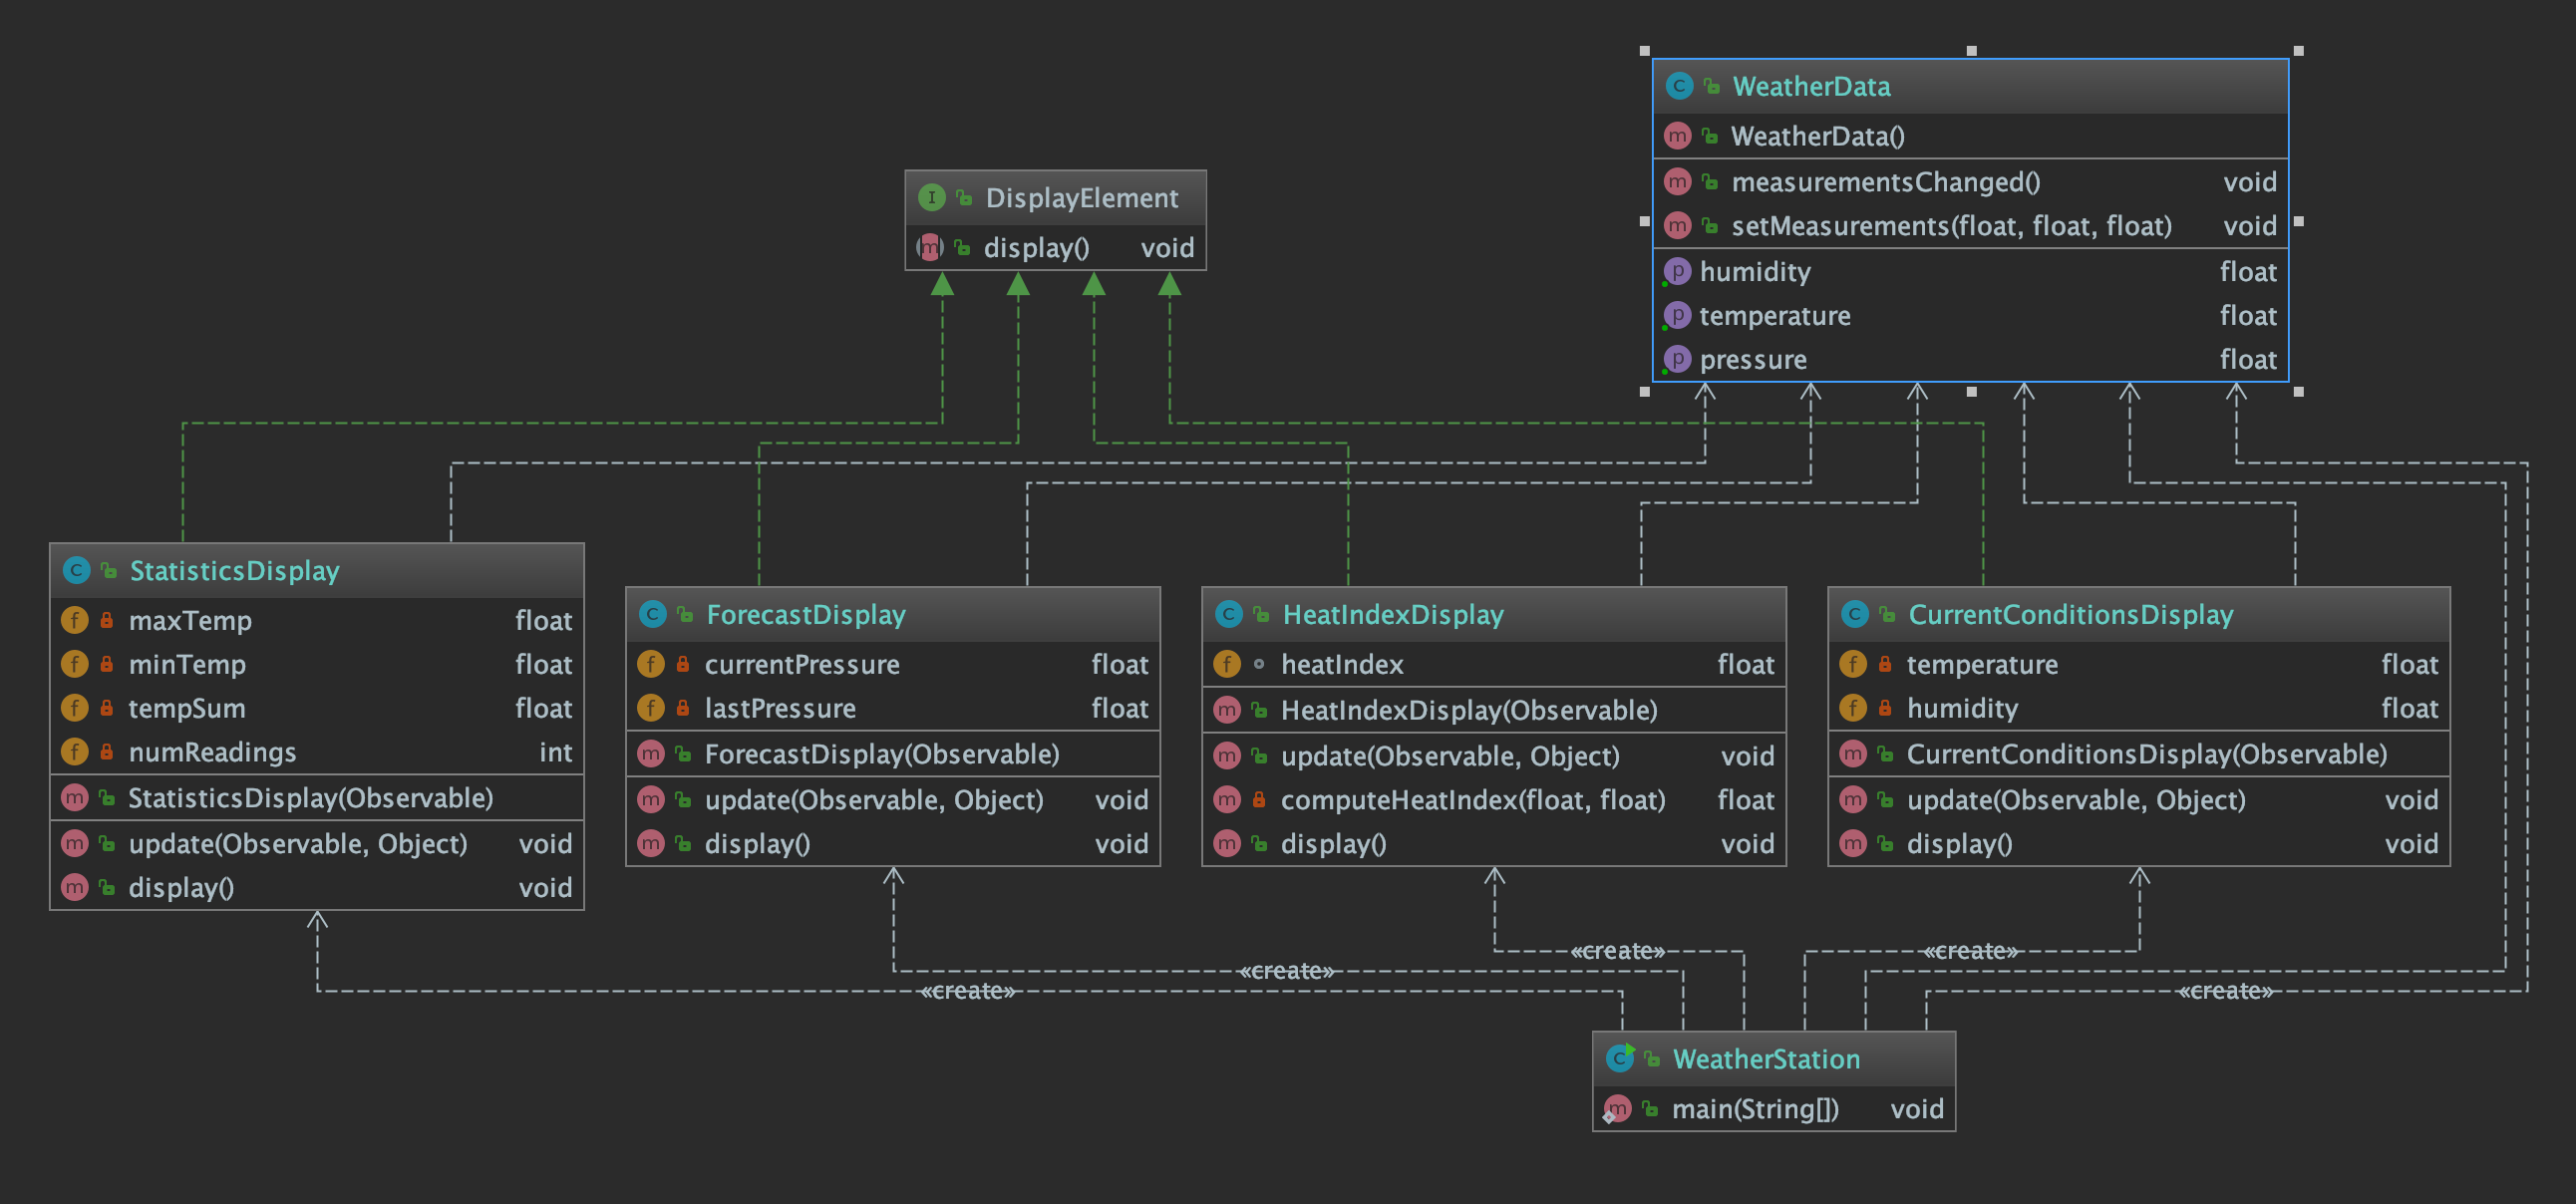 WeatherData
WeatherData()
measurementsChanged() void
setMeasurements(float, float, float) void
humidity float
temperature float
pressure float
DisplayElement
display() void
StatisticsDisplay
maxTemp float
minTemp float
tempSum float
numReadings int
StatisticsDisplay(Observable)
update(Observable, Object) void
display() void
ForecastDisplay
currentPressure float
lastPressure float
ForecastDisplay(Observable)
update(Observable, Object) void
display() void
HeatIndexDisplay
heatIndex float
HeatIndexDisplay(Observable)
update(Observable, Object) void
computeHeatIndex(float, float) float
display() void
CurrentConditionsDisplay
temperature float
humidity float
CurrentConditionsDisplay(Observable)
update(Observable, Object) void
display() void
«create»
«create»
«create»
«create»
«create»
WeatherStation
main(String[]) void